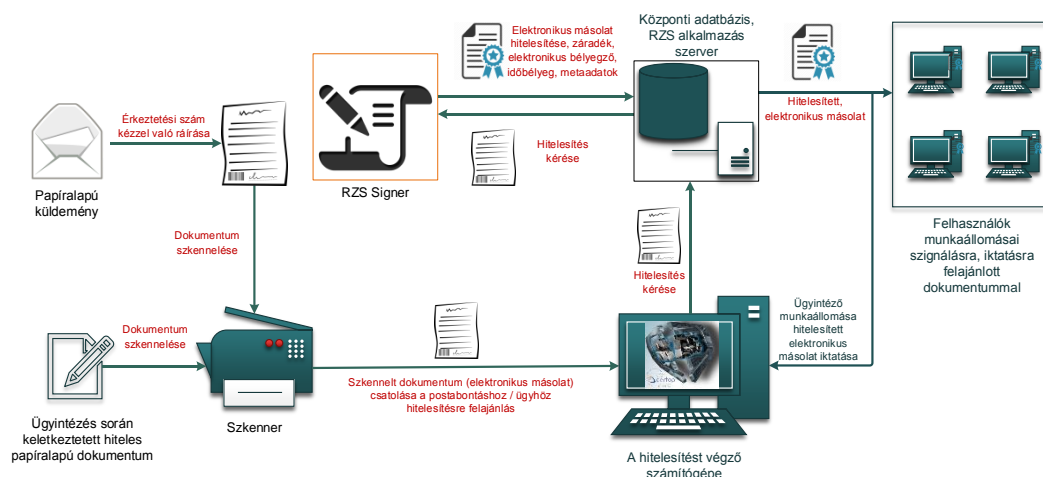 Elektronikus másolat
hitelesítése, záradék,
elektronikus bélyegző,
időbélyeg, metaadatok
Központi adatbázis,
RZS alkalmazás
szerver
Érkeztetési szám
kézzel való ráírása
Hitelesítés
kérése
Hitelesített,
elektronikus másolat
Papíralapú
küldemény
RZS Signer
Dokumentum
szkennelése
Hitelesítés
kérése
Felhasználók
munkaállomásai
szignálásra, iktatásra
felajánlott
dokumentummal
Dokumentum
szkennelése
Ügyintéző
munkaállomása
hitelesített
elektronikus
másolat iktatása
Szkennelt dokumentum (elektronikus másolat)
csatolása a postabontáshoz / ügyhöz
hitelesítésre felajánlás
Ügyintézés során
keletkeztetett hiteles
papíralapú dokumentum
Szkenner
A hitelesítést végző
számítógépe